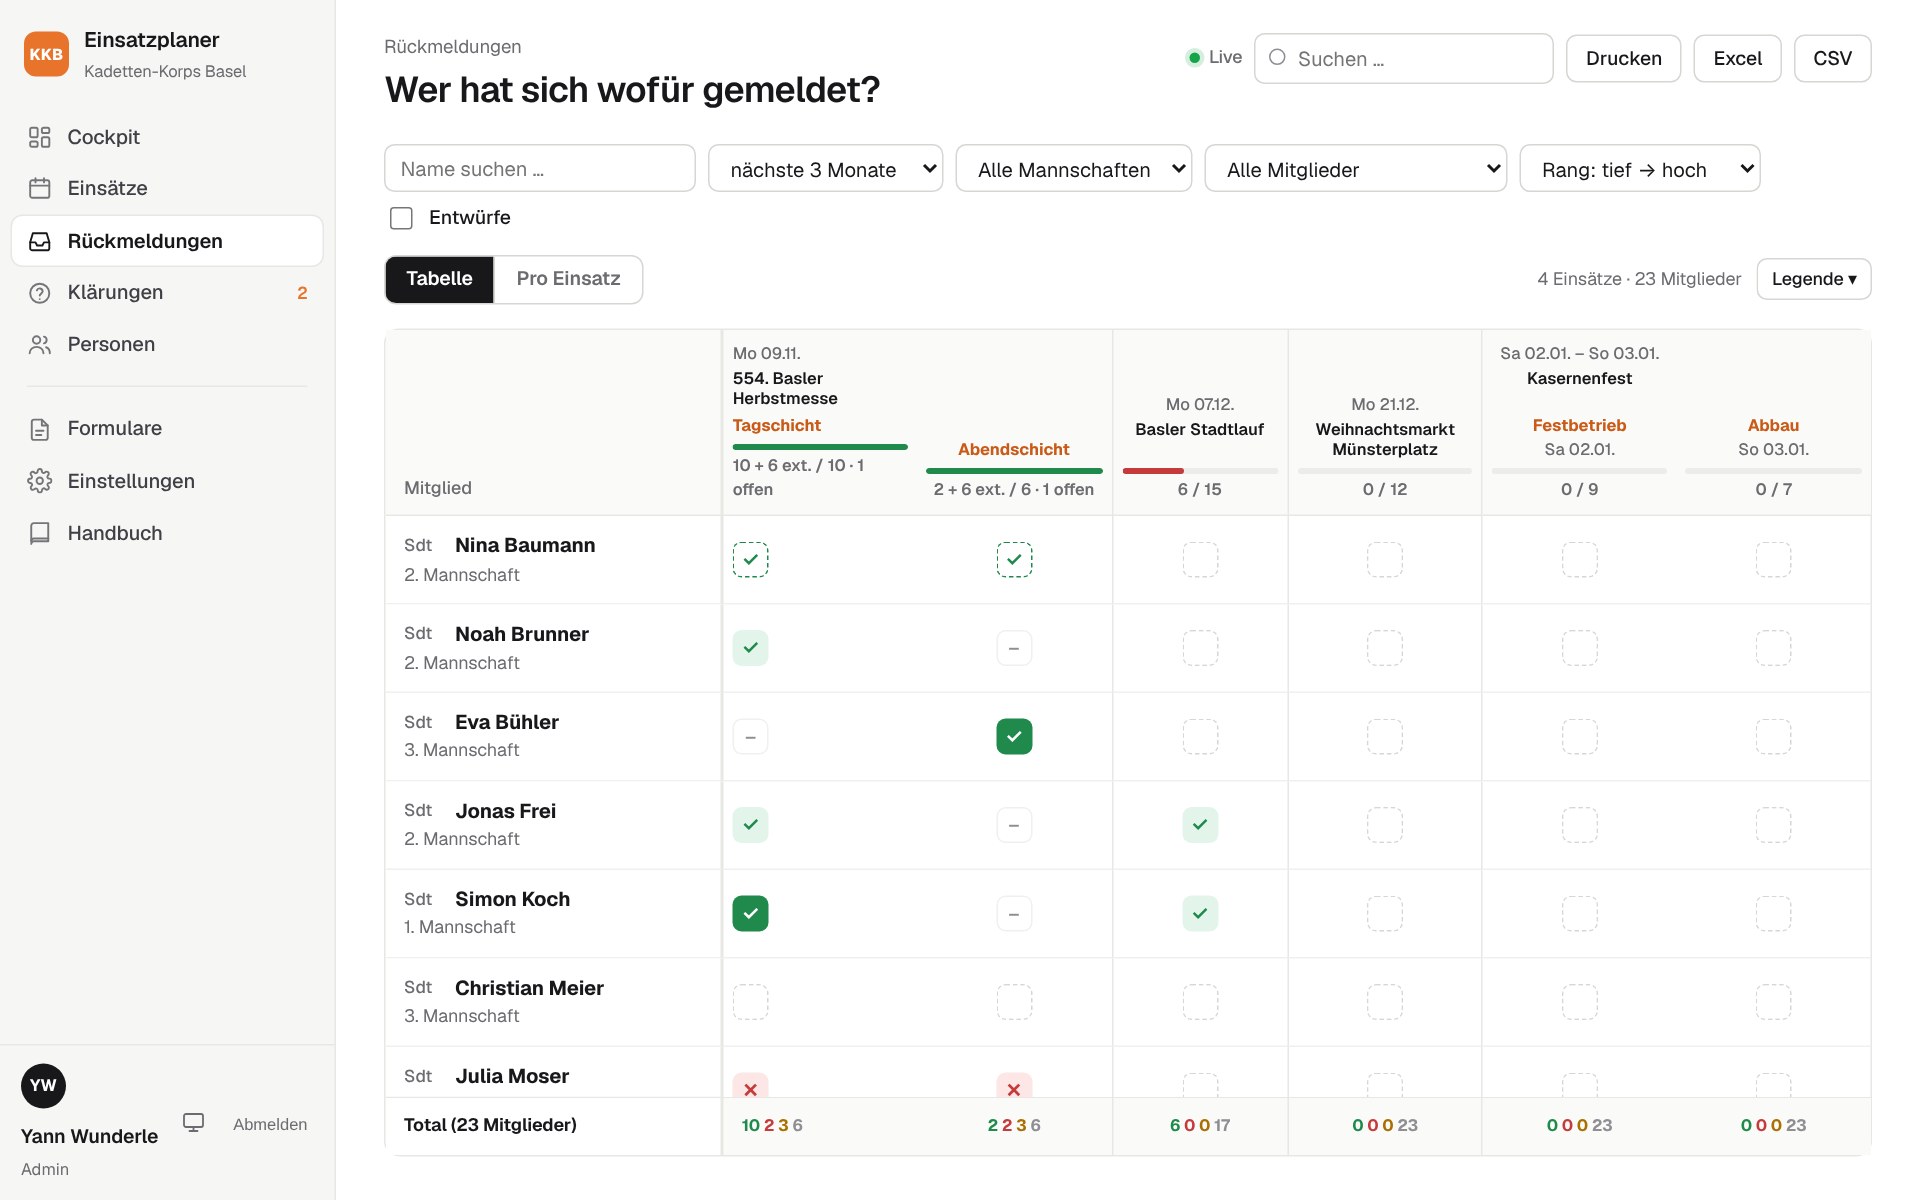 KKB
Einsatzplaner
Kadetten-Korps Basel
Cockpit
Einsätze
Rückmeldungen
Klärungen 2
Personen
Formulare
Einstellungen
Handbuch
YW
Yann Wunderle
Admin
Abmelden
Rückmeldungen
Wer hat sich wofür gemeldet?
Live
Suchen ...
Drucken
Excel
CSV
Name suchen ...
nächste 3 Monate
Alle Mannschaften
Alle Mitglieder
Rang: tief → hoch
Entwürfe
Tabelle
Pro Einsatz
4 Einsätze · 23 Mitglieder
Legende ▾
Mitglied
Mo 09.11.
554. Basler
Herbstmesse
Tagschicht
10 + 6 ext. / 10 · 1
offen
Abendschicht
2 + 6 ext. / 6 · 1 offen
Mo 07.12.
Basler Stadtlauf
6 / 15
Mo 21.12.
Weihnachtsmarkt
Münsterplatz
0 / 12
Sa 02.01. – So 03.01.
Kasernenfest
Festbetrieb
Sa 02.01.
0 / 9
Abbau
So 03.01.
0 / 7
Sdt Nina Baumann
2. Mannschaft
✓ ✓
Sdt Noah Brunner
2. Mannschaft
✓ –
Sdt Eva Bühler
3. Mannschaft
– ✓
Sdt Jonas Frei
2. Mannschaft
✓ – ✓
Sdt Simon Koch
1. Mannschaft
✓ – ✓
Sdt Christian Meier
3. Mannschaft
Sdt Julia Moser
✕ ✕
Total (23 Mitglieder) 10 2 3 6 2 2 3 6 6 0 0 17 0 0 0 23 0 0 0 23 0 0 0 23